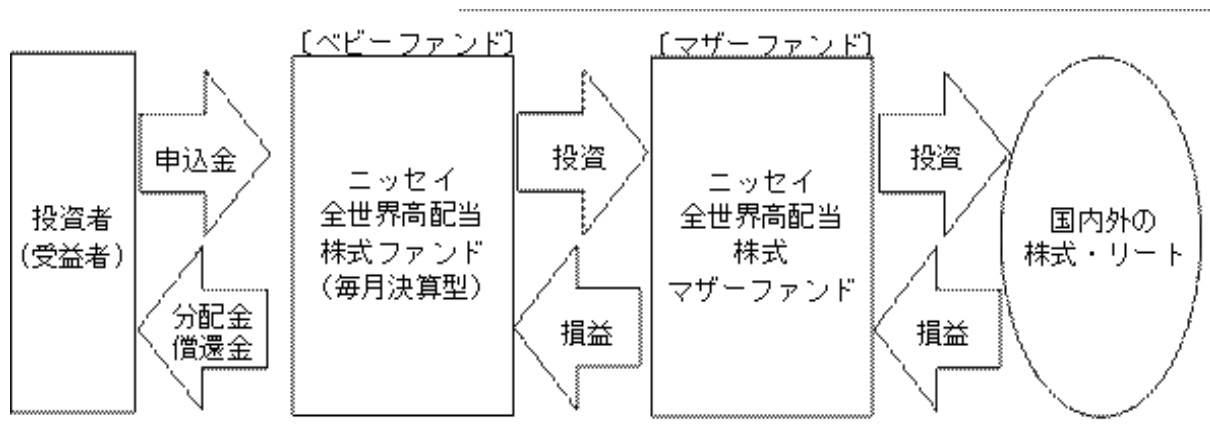 〔ベビーファンド〕
〔マザーファンド〕
投資者
(受益者)
申込金
分配金
償還金
ニッセイ
全世界高配当
株式ファンド
(毎月決算型)
投資
損益
ニッセイ
全世界高配当
株式
マザーファンド
投資
損益
国内外の
株式・リート